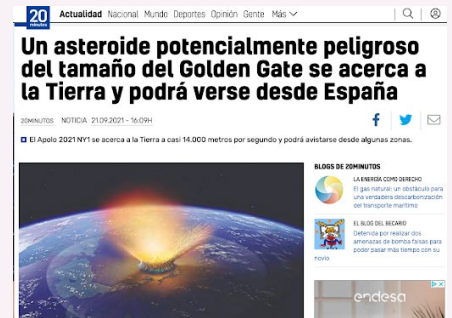 20
minutos
Actualidad Nacional Mundo Deportes Opinión Gente Más
Un asteroide potencialmente peligroso
del tamaño del Golden Gate se acerca a
la Tierra y podrá verse desde España
20MINUTOS NOTICIA 21.09.2021 - 16:09H
El Apolo 2021 NY1 se acerca a la Tierra a casi 14.000 metros por segundo y podrá avistarse desde algunas zonas.
BLOGS DE 20MINUTOS
LA ENERGÍA COMO DERECHO
El gas natural: un obstáculo para
una verdadera descarbonización
del transporte marítimo
EL BLOG DEL BECARIO
Detenida por realizar dos
amenazas de bomba falsas para
poder pasar más tiempo con su
novio
endesa